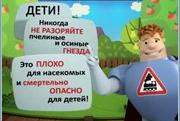 ДЕТИ!
Никогда
НЕ РАЗОРЯЙТЕ
пчелиные
и осиные
ГНЕЗДА
Это ПЛОХО
для насекомых
и смертельно
ОПАСНО
для детей!